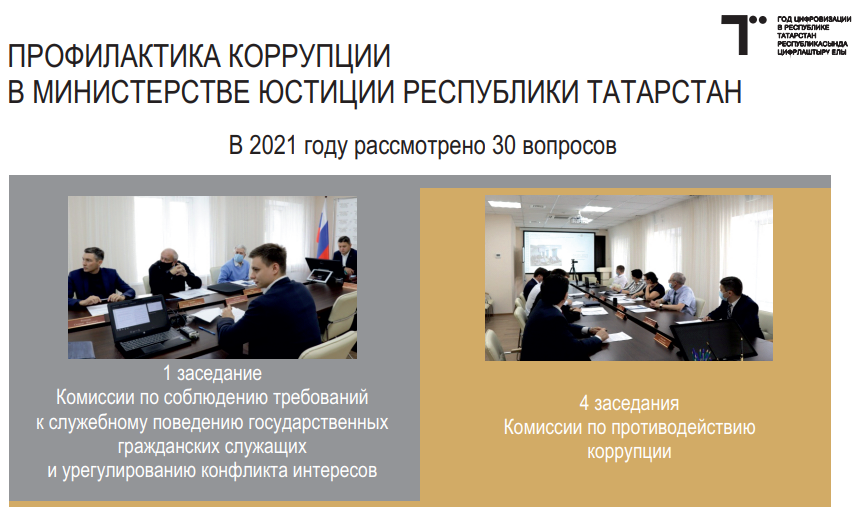 ГОД ЦИФРОВИЗАЦИИ
В РЕСПУБЛИКЕ
ТАТАРСТАН
РЕСПУБЛИКАСЫНДА
ЦИФРЛАШТЫРУ ЕЛЫ
ПРОФИЛАКТИКА КОРРУПЦИИ
В МИНИСТЕРСТВЕ ЮСТИЦИИ РЕСПУБЛИКИ ТАТАРСТАН
В 2021 году рассмотрено 30 вопросов
1 заседание
Комиссии по соблюдению требований
к служебному поведению государственных
гражданских служащих
и урегулированию конфликта интересов
4 заседания
Комиссии по противодействию
коррупции